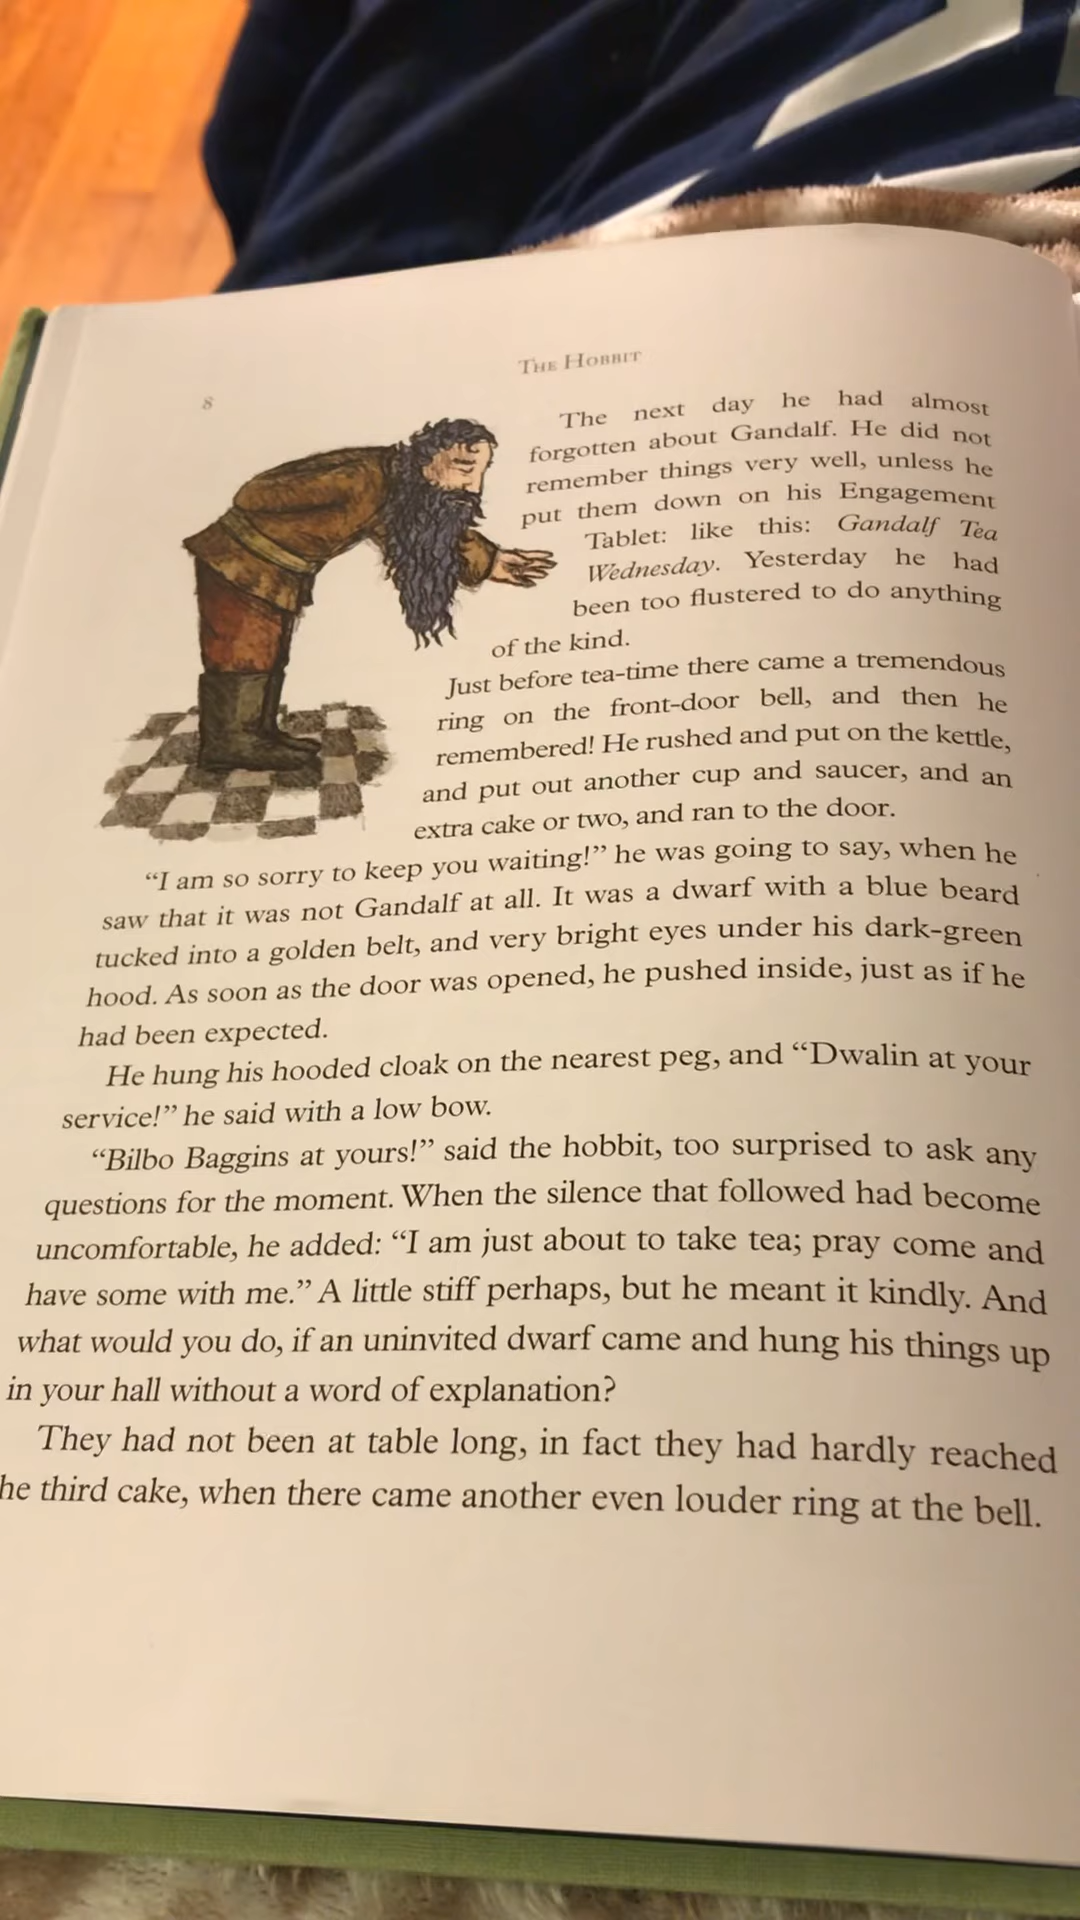 THE HOBBIT
8
The next day he had almost
forgotten about Gandalf. He did not
remember things very well, unless he
put them down on his Engagement
Tablet: like this: Gandalf Tea
Wednesday. Yesterday he had
been too flustered to do anything
of the kind.
Just before tea-time there came a tremendous
ring on the front-door bell, and then he
remembered! He rushed and put on the kettle,
and put out another cup and saucer, and an
extra cake or two, and ran to the door.
“I am so sorry to keep you waiting!” he was going to say, when he
saw that it was not Gandalf at all. It was a dwarf with a blue beard
tucked into a golden belt, and very bright eyes under his dark-green
hood. As soon as the door was opened, he pushed inside, just as if he
had been expected.
He hung his hooded cloak on the nearest peg, and “Dwalin at your
service!” he said with a low bow.
“Bilbo Baggins at yours!” said the hobbit, too surprised to ask any
questions for the moment. When the silence that followed had become
uncomfortable, he added: “I am just about to take tea; pray come and
have some with me.” A little stiff perhaps, but he meant it kindly. And
what would you do, if an uninvited dwarf came and hung his things up
in your hall without a word of explanation?
They had not been at table long, in fact they had hardly reached
he third cake, when there came another even louder ring at the bell.